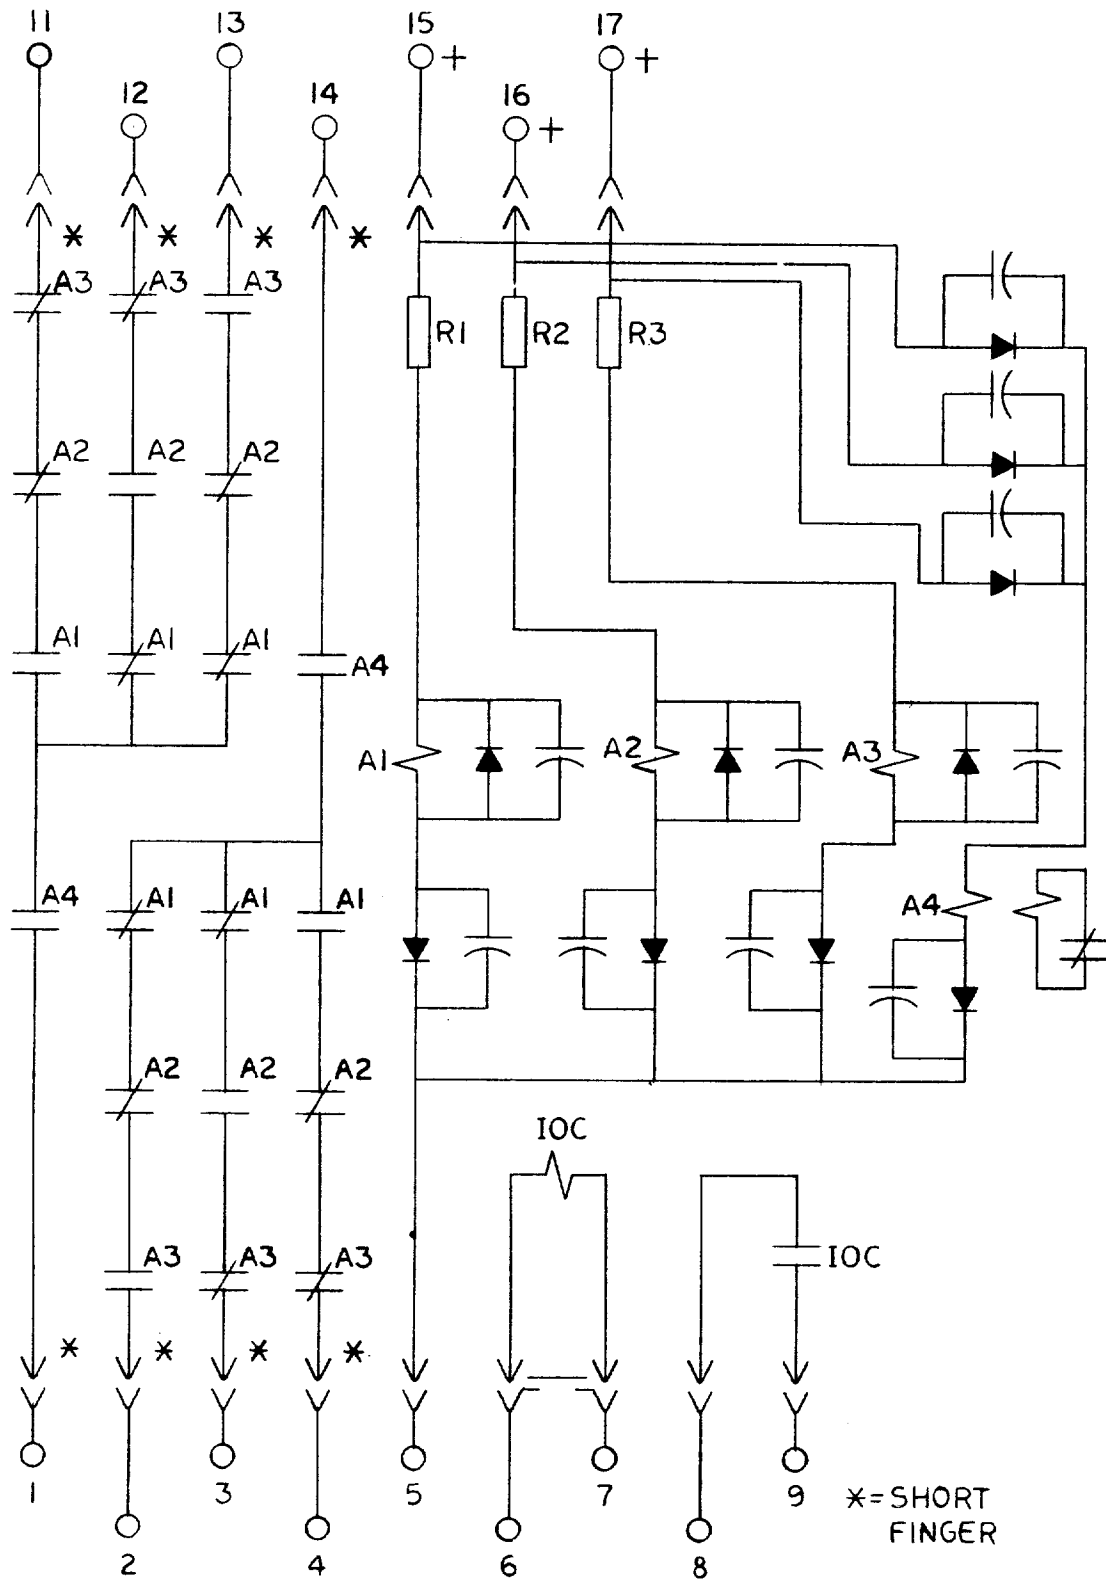 11 13 15 17
+ +
12 14 16
+
* * * *
A3 A3 A3
R1 R2 R3
A2 A2 A2
A1 A1 A1 A4
A1 A2 A3
A4 A1 A1 A1 A4
A2 A2 A2
IOC
A3 A3 A3 IOC
* * * *
1 3 5 7 9
*=SHORT
FINGER
2 4 6 8